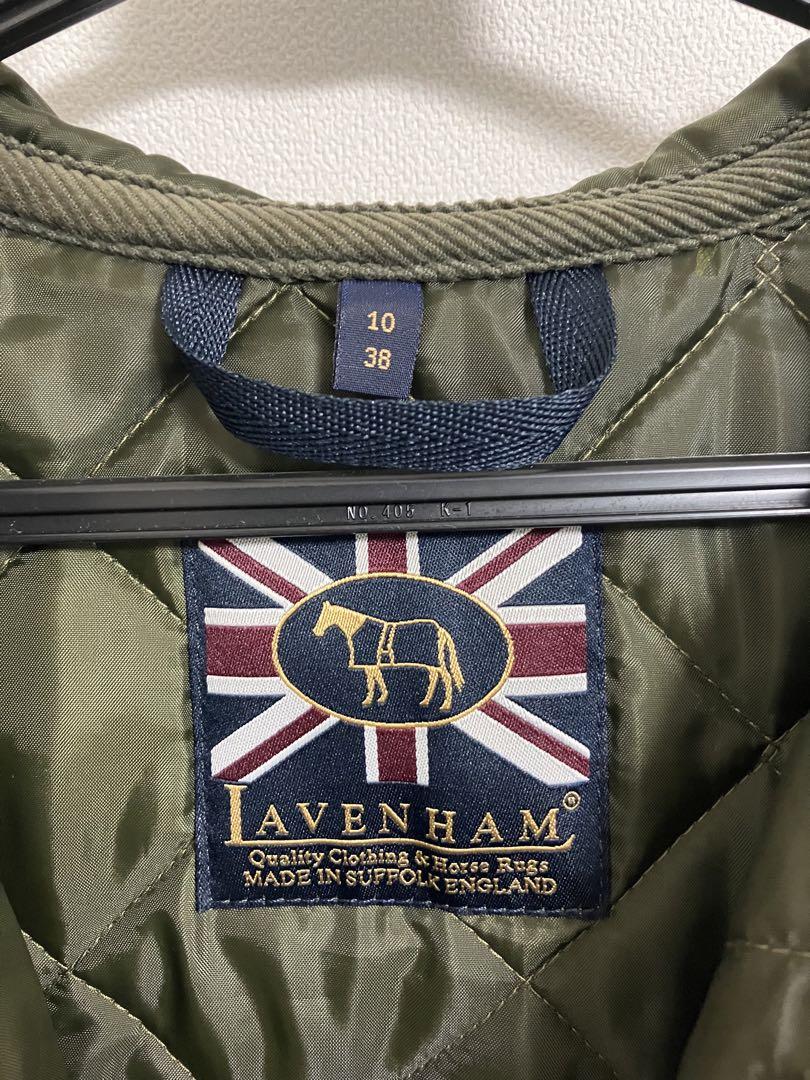 10
38
NO. 405 K-1
LAVENHAM®
Quality Clothing & Horse Rugs
MADE IN SUFFOLK ENGLAND